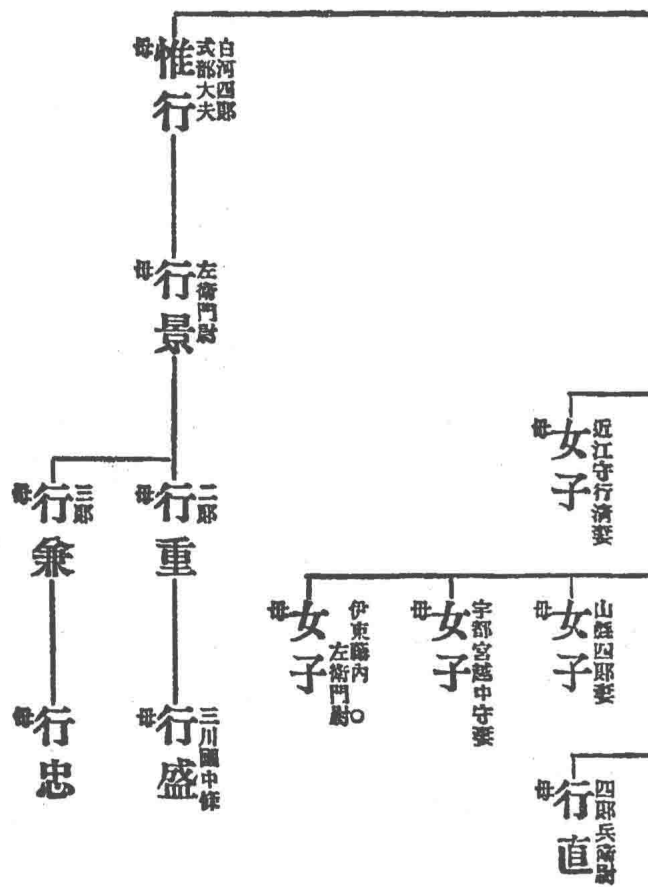 近江守行清妻
女子
母
山縣四郎妻
女子
母
四郎兵衛尉
行直
母
宇都宮越中守妻
女子
母
伊東藤内
左衛門尉○
女子
母
白河四郎
式部大夫
惟行
母
左衛門尉
行景
母
二郎
行重
母
三川國中條
行盛
母
三郎
行兼
母
行忠
母